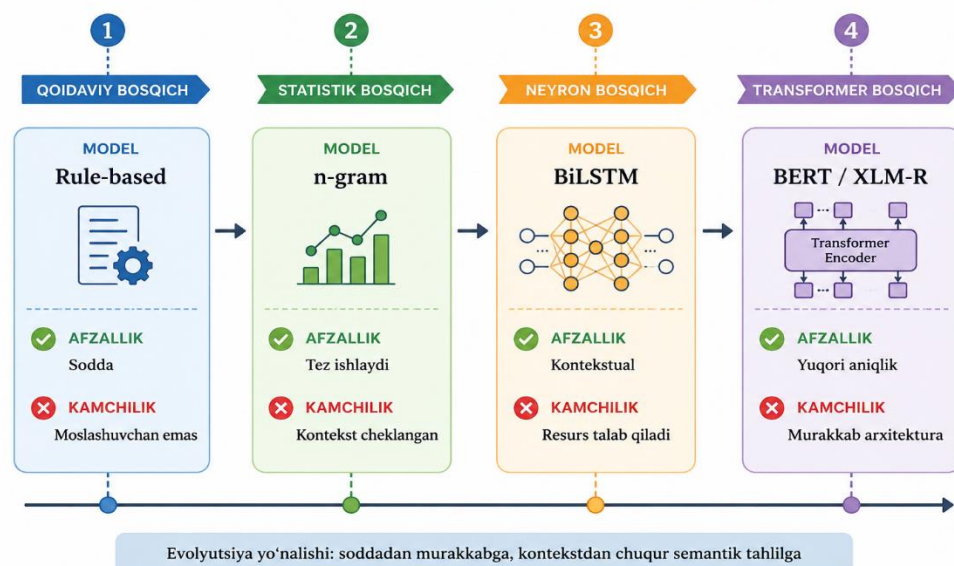 1
QOIDAVIY BOSQICH
MODEL
Rule-based
AFZALLIK
Sodda
KAMCHILIK
Moslashuvchan emas
2
STATISTIK BOSQICH
MODEL
n-gram
AFZALLIK
Tez ishlaydi
KAMCHILIK
Kontekst cheklangan
3
NEYRON BOSQICH
MODEL
BiLSTM
AFZALLIK
Kontekstual
KAMCHILIK
Resurs talab qiladi
4
TRANSFORMER BOSQICH
MODEL
BERT / XLM-R
Transformer
Encoder
AFZALLIK
Yuqori aniqlik
KAMCHILIK
Murakkab arxitektura
Evolyutsiya yo‘nalishi: soddadan murakkabga, kontekstdan chuqur semantik tahlilga